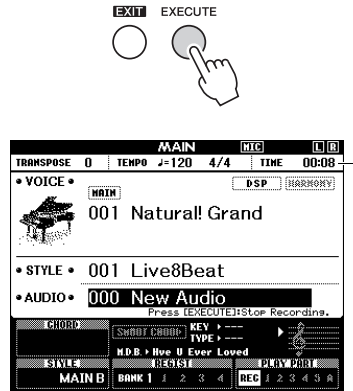 EXIT EXECUTE
MAIN MIC L R
TRANSPOSE 0 TEMPO ♩=120 4/4 TIME 00:08
• VOICE • MAIN DSP HARMONY
001 Natural! Grand
• STYLE • 001 Live8Beat
• AUDIO • 000 New Audio
Press [EXECUTE]:Stop Recording.
CHORD SMART CHORD KEY ▸ ---
TYPE ▸ ---
M.D.B. ▸ Hve U Ever Loved
STYLE REGIST PLAY PART
MAIN B BANK 1 1 2 3 4 REC 1 2 3 4 5 A